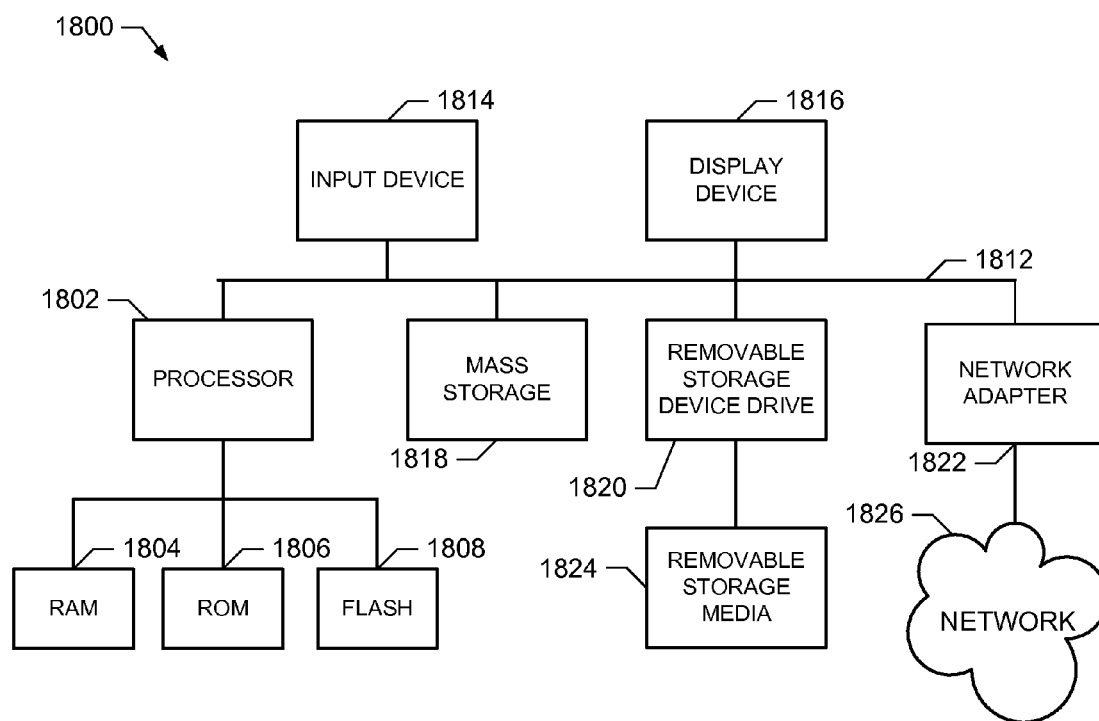 1800
1814
1816
INPUT DEVICE
DISPLAY
DEVICE
1812
1802
PROCESSOR
MASS
STORAGE
REMOVABLE
STORAGE
DEVICE DRIVE
NETWORK
ADAPTER
1818
1820
1822
1804
1806
1808
1824
1826
RAM
ROM
FLASH
REMOVABLE
STORAGE
MEDIA
NETWORK